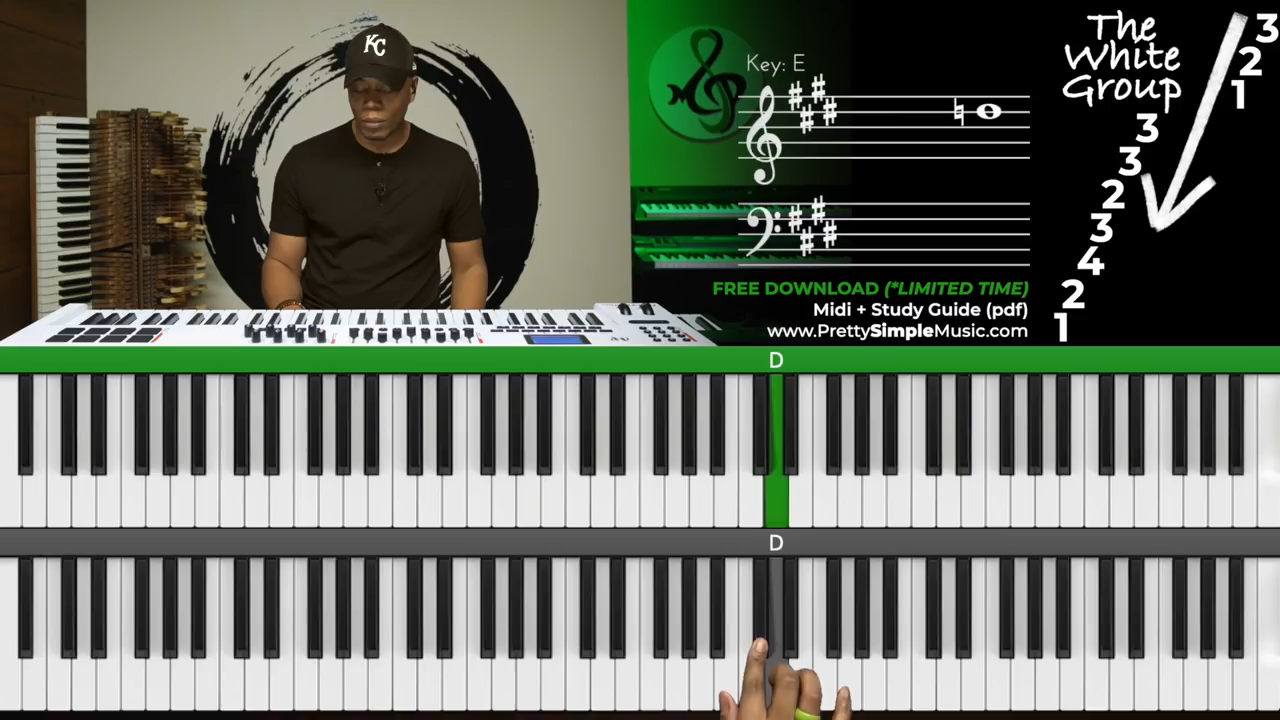 KC
Key: E
FREE DOWNLOAD (*LIMITED TIME)
Midi + Study Guide (pdf)
www.PrettySimpleMusic.com
The
White
Group
3
2
1
3
3
2
3
4
2
1
D
D